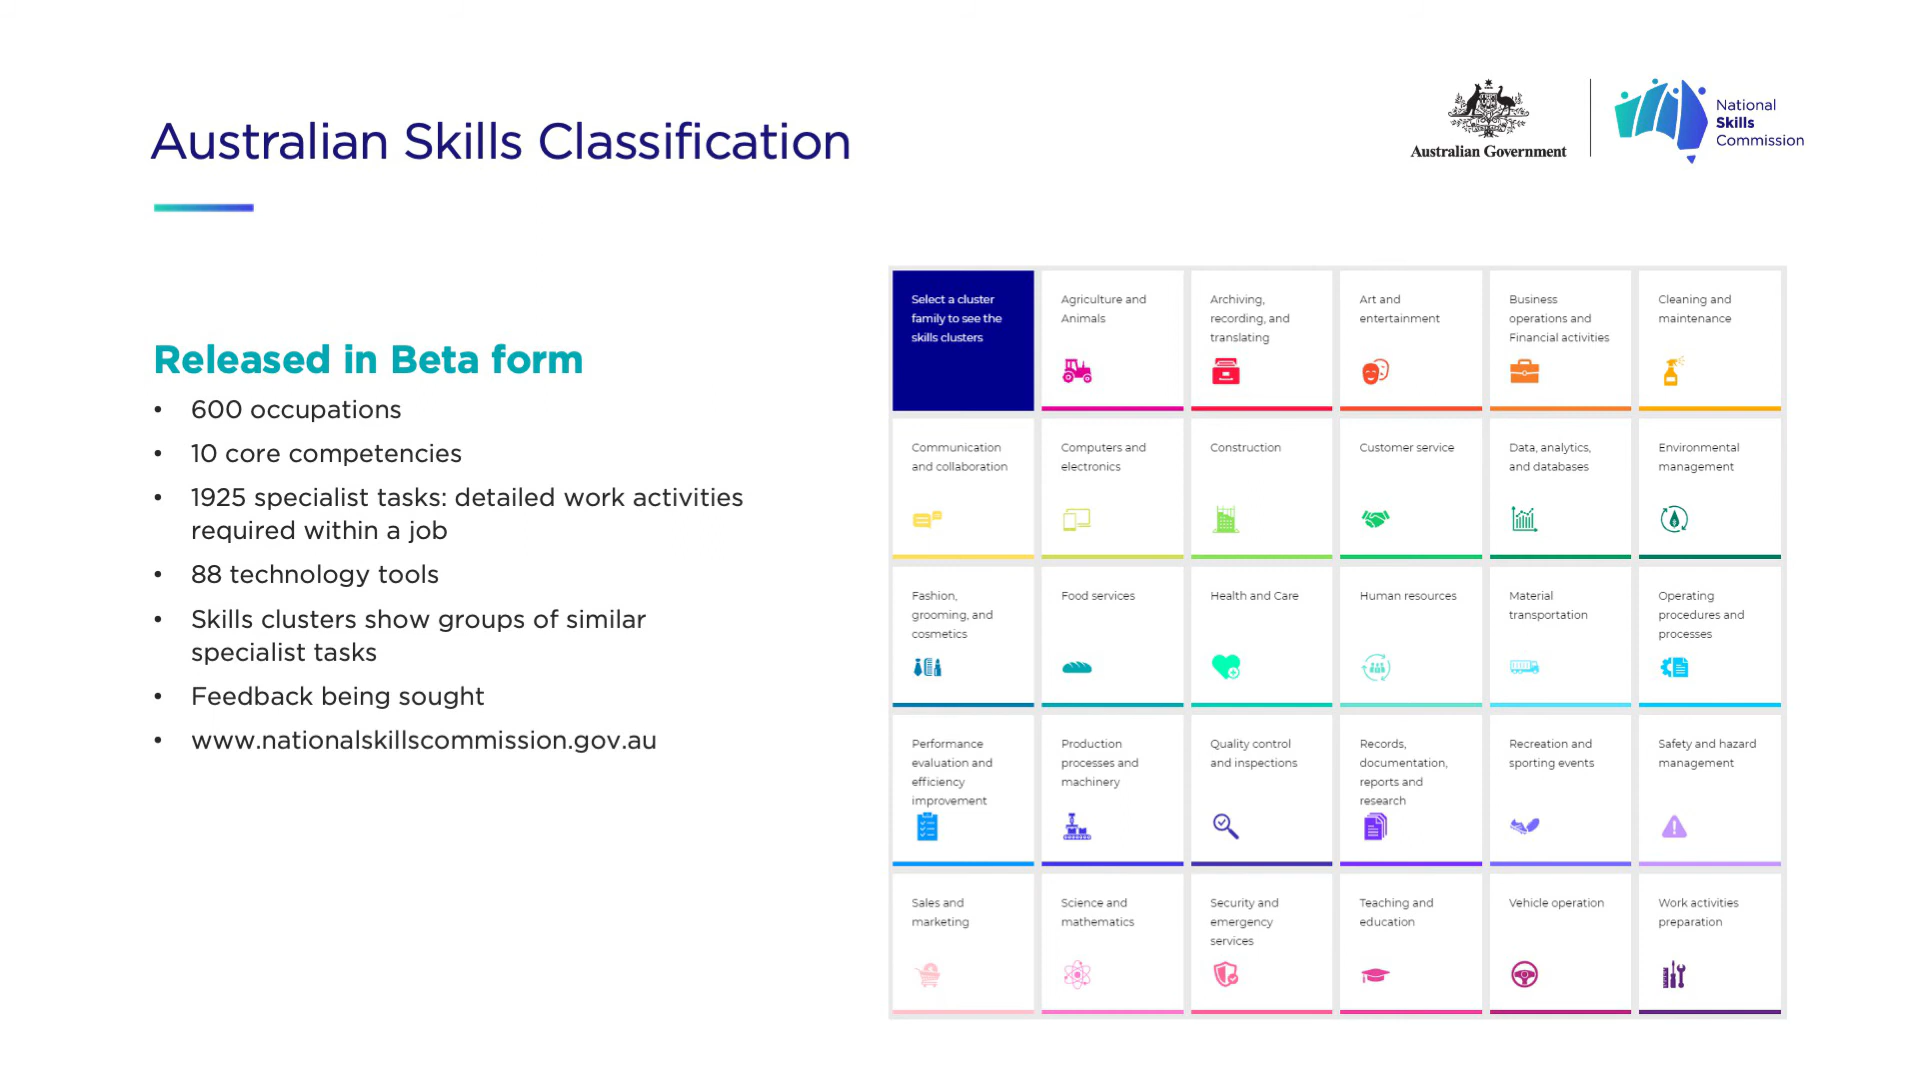 Australian Skills Classification
Australian Government
National
Skills
Commission
Released in Beta form
• 600 occupations
• 10 core competencies
• 1925 specialist tasks: detailed work activities
required within a job
• 88 technology tools
• Skills clusters show groups of similar
specialist tasks
• Feedback being sought
• www.nationalskillscommission.gov.au
Select a cluster
family to see the
skills clusters
Agriculture and
Animals
Archiving,
recording, and
translating
Art and
entertainment
Business
operations and
Financial activities
Cleaning and
maintenance
Communication
and collaboration
Computers and
electronics
Construction
Customer service
Data, analytics,
and databases
Environmental
management
Fashion,
grooming, and
cosmetics
Food services
Health and Care
Human resources
Material
transportation
Operating
procedures and
processes
Performance
evaluation and
efficiency
improvement
Production
processes and
machinery
Quality control
and inspections
Records,
documentation,
reports and
research
Recreation and
sporting events
Safety and hazard
management
Sales and
marketing
Science and
mathematics
Security and
emergency
services
Teaching and
education
Vehicle operation
Work activities
preparation